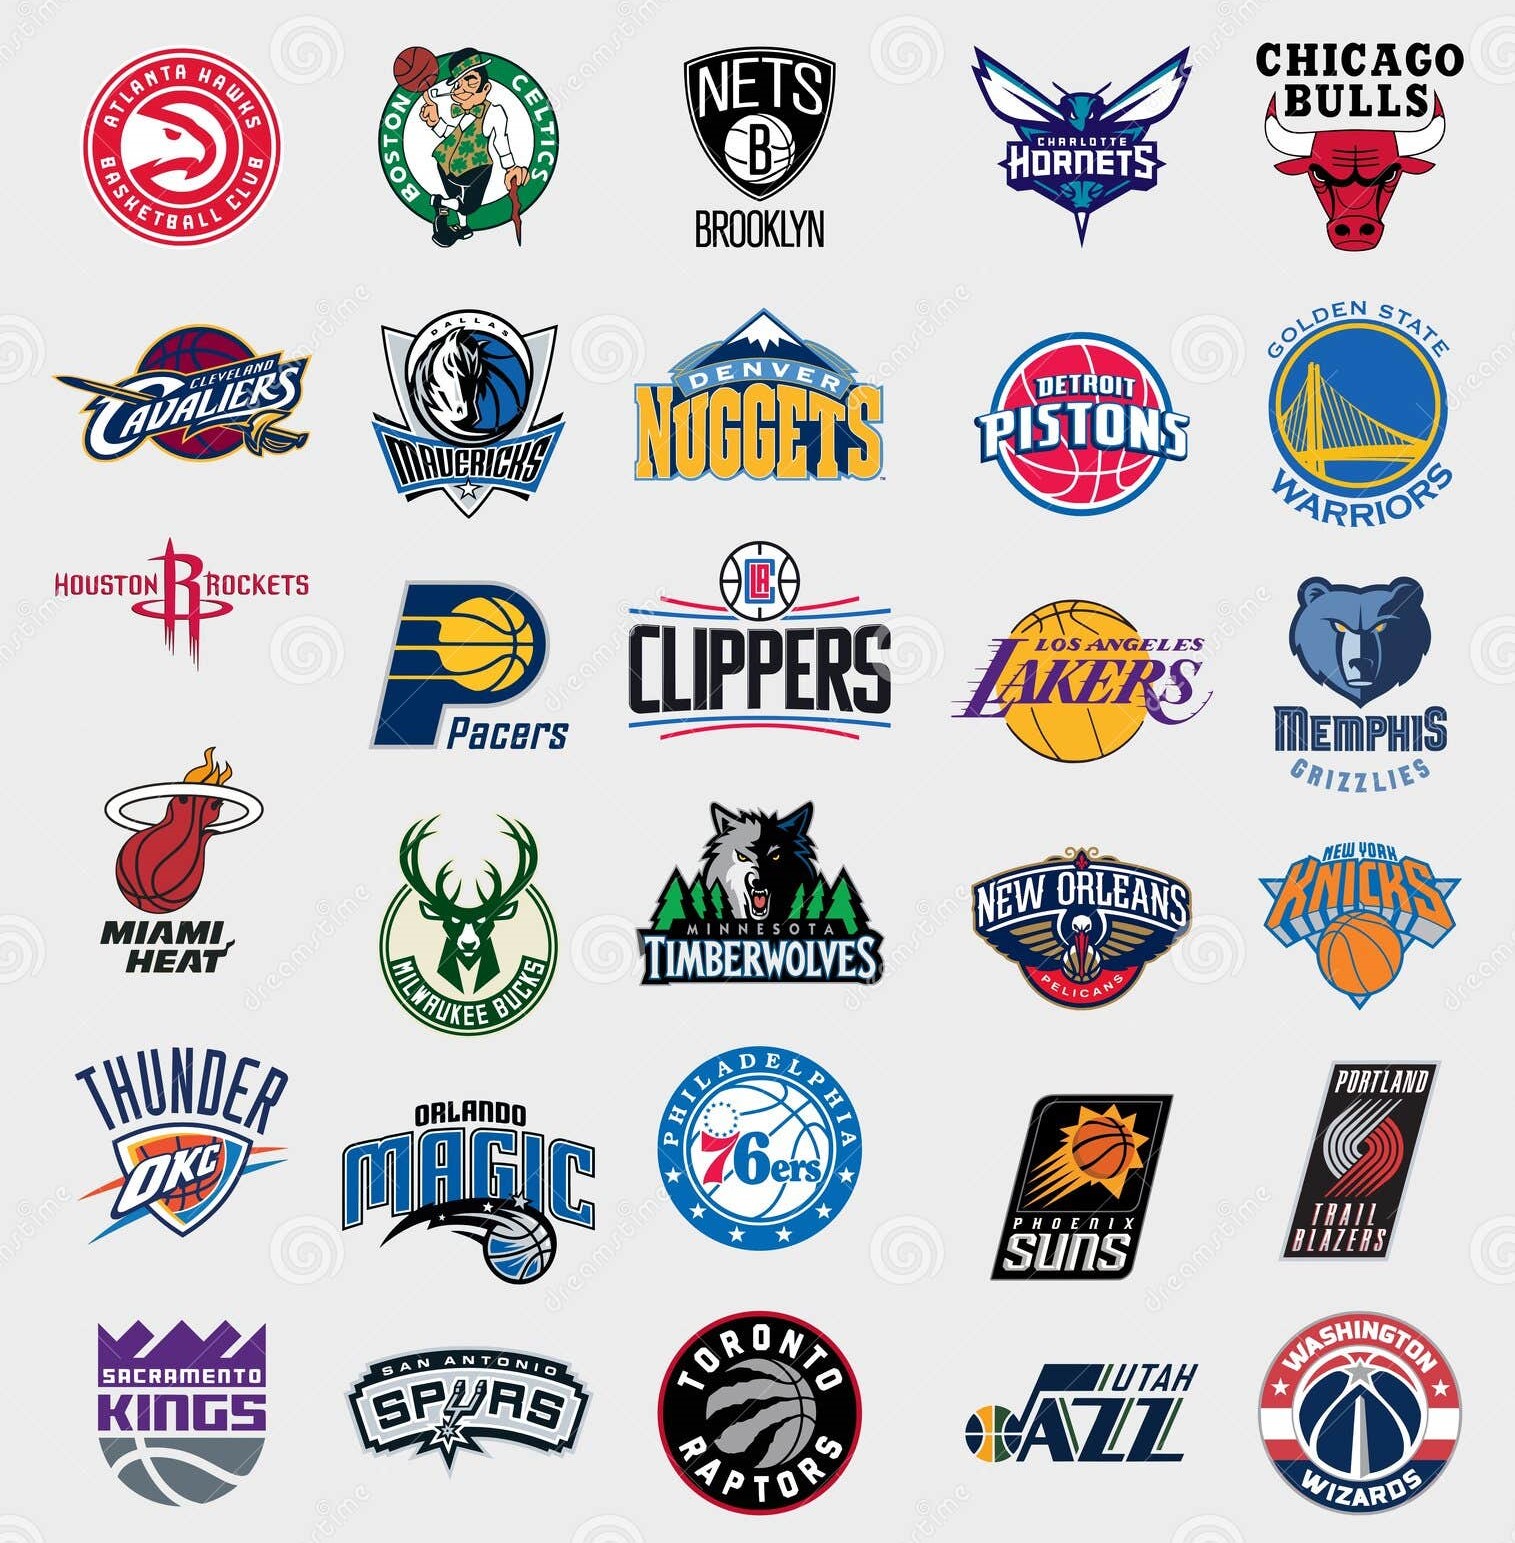 ATLANTA HAWKS
BASKETBALL CLUB
BOSTON
CELTICS
NETS
B
BROOKLYN
CHARLOTTE
HORNETS
CHICAGO
BULLS
CLEVELAND
CAVALIERS
DALLAS
MAVERICKS
DENVER
NUGGETS
DETROIT
PISTONS
GOLDEN STATE
WARRIORS
HOUSTON R ROCKETS
P
Pacers
LAC
CLIPPERS
LOS ANGELES
LAKERS
MEMPHIS
GRIZZLIES
MIAMI
HEAT
MILWAUKEE BUCKS
MINNESOTA
TIMBERWOLVES
NEW ORLEANS
PELICANS
NEW YORK
KNICKS
THUNDER
OKC
ORLANDO
MAGIC
PHILADELPHIA
76ers
PHOENIX
SUNS
PORTLAND
TRAIL
BLAZERS
SACRAMENTO
KINGS
SAN ANTONIO
SPURS
TORONTO
RAPTORS
UTAH
JAZZ
WASHINGTON
WIZARDS
dreamstime